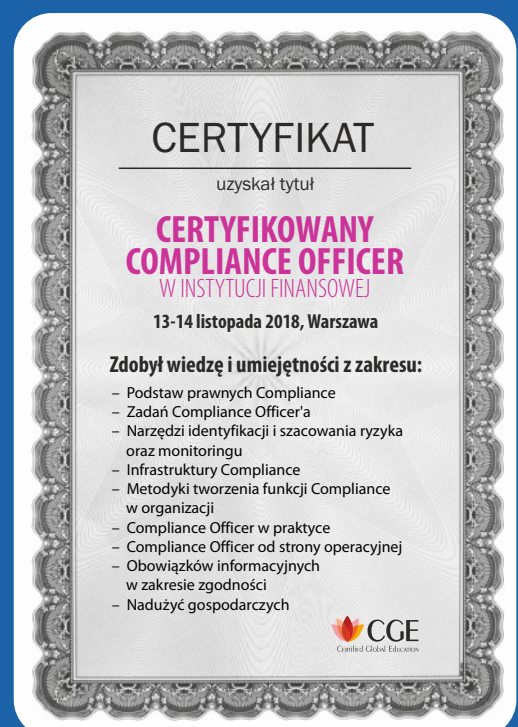 CERTYFIKAT
uzyskał tytuł
CERTYFIKOWANY
COMPLIANCE OFFICER
W INSTYTUCJI FINANSOWEJ
13-14 listopada 2018, Warszawa
Zdobył wiedzę i umiejętności z zakresu:
– Podstaw prawnych Compliance
– Zadań Compliance Officer'a
– Narzędzi identyfikacji i szacowania ryzyka
oraz monitoringu
– Infrastruktury Compliance
– Metodyki tworzenia funkcji Compliance
w organizacji
– Compliance Officer w praktyce
– Compliance Officer od strony operacyjnej
– Obowiązków informacyjnych
w zakresie zgodności
– Nadużyć gospodarczych
CGE
Certified Global Education